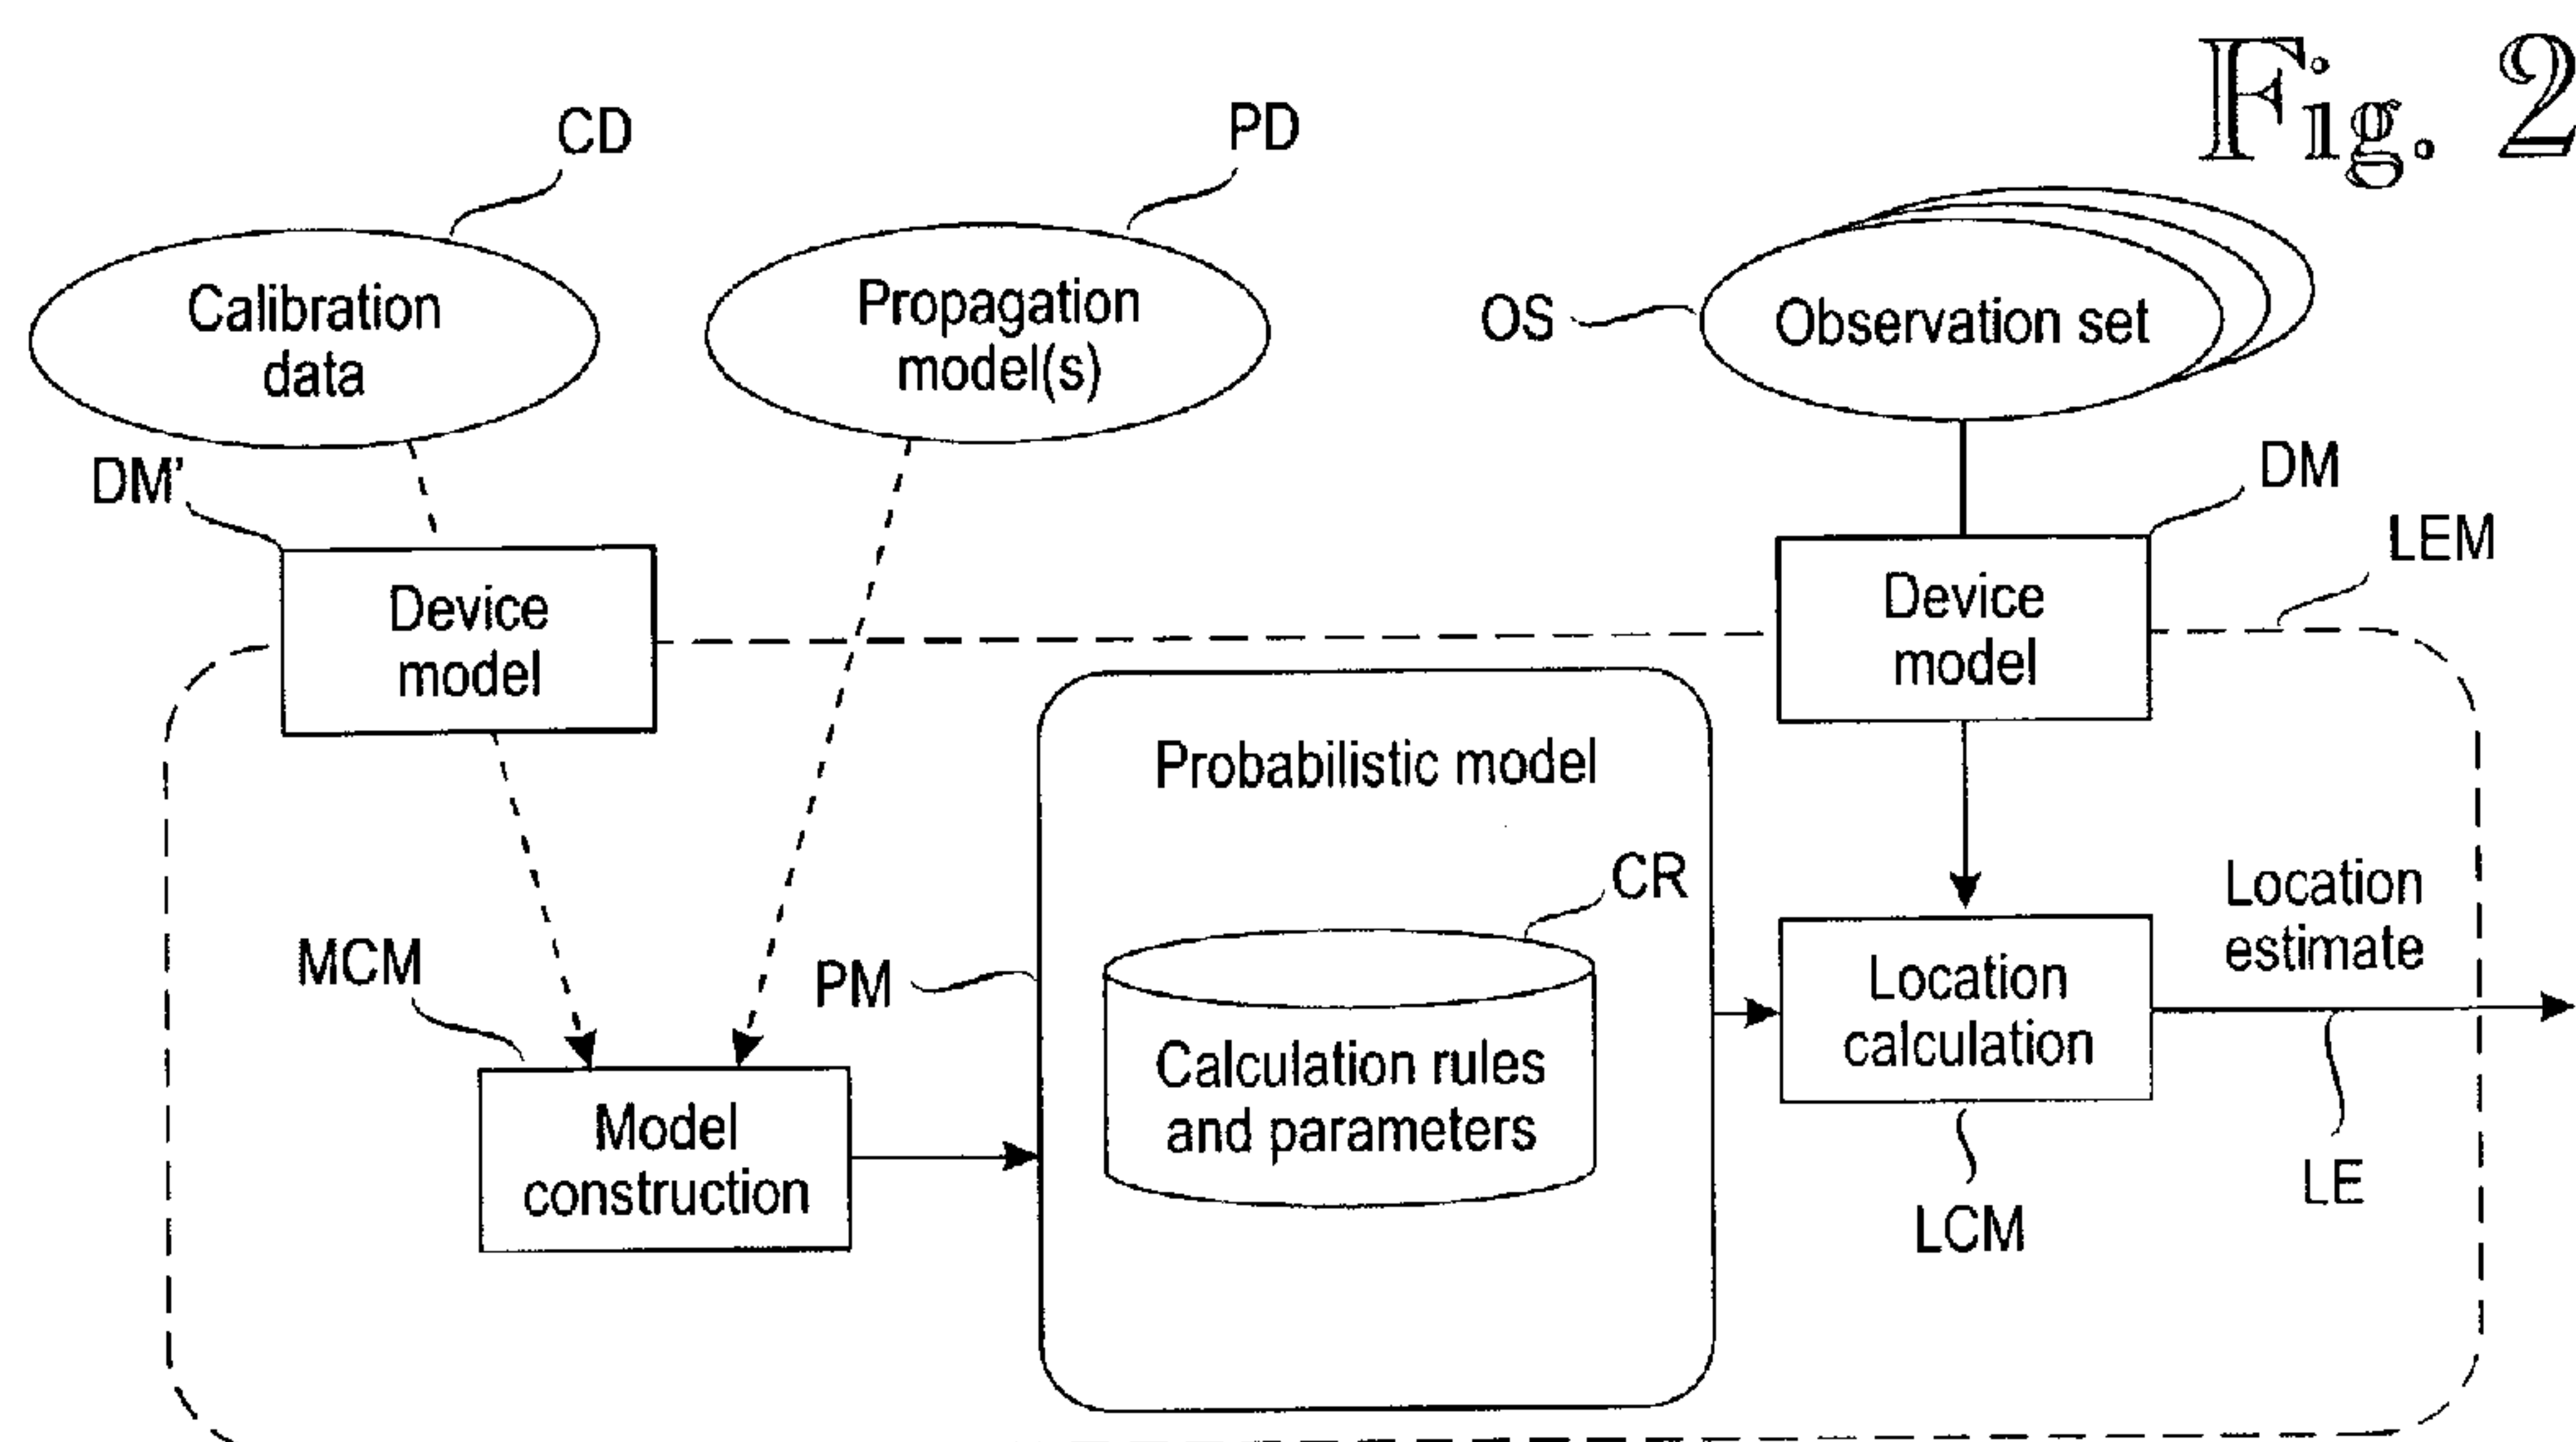 Fig. 2
CD
PD
Calibration
data
Propagation
model(s)
OS
Observation set
DM'
DM
LEM
Device
model
Device
model
Probabilistic model
CR
MCM
PM
Calculation rules
and parameters
Location
calculation
Location
estimate
Model
construction
LCM
LE